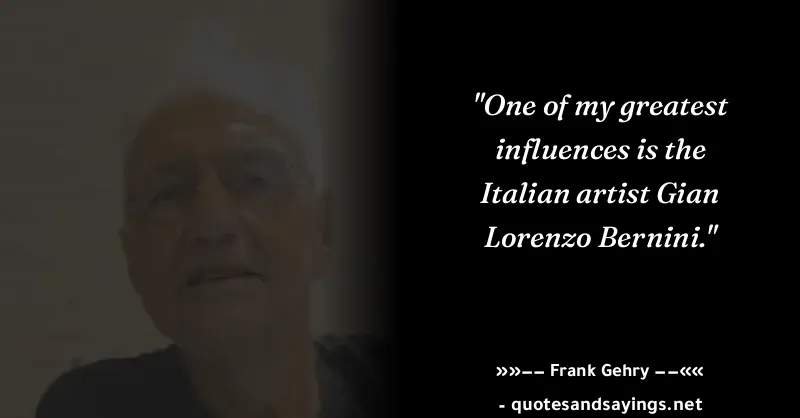 "One of my greatest
influences is the
Italian artist Gian
Lorenzo Bernini."
»»−− Frank Gehry −−««
- quotesandsayings.net